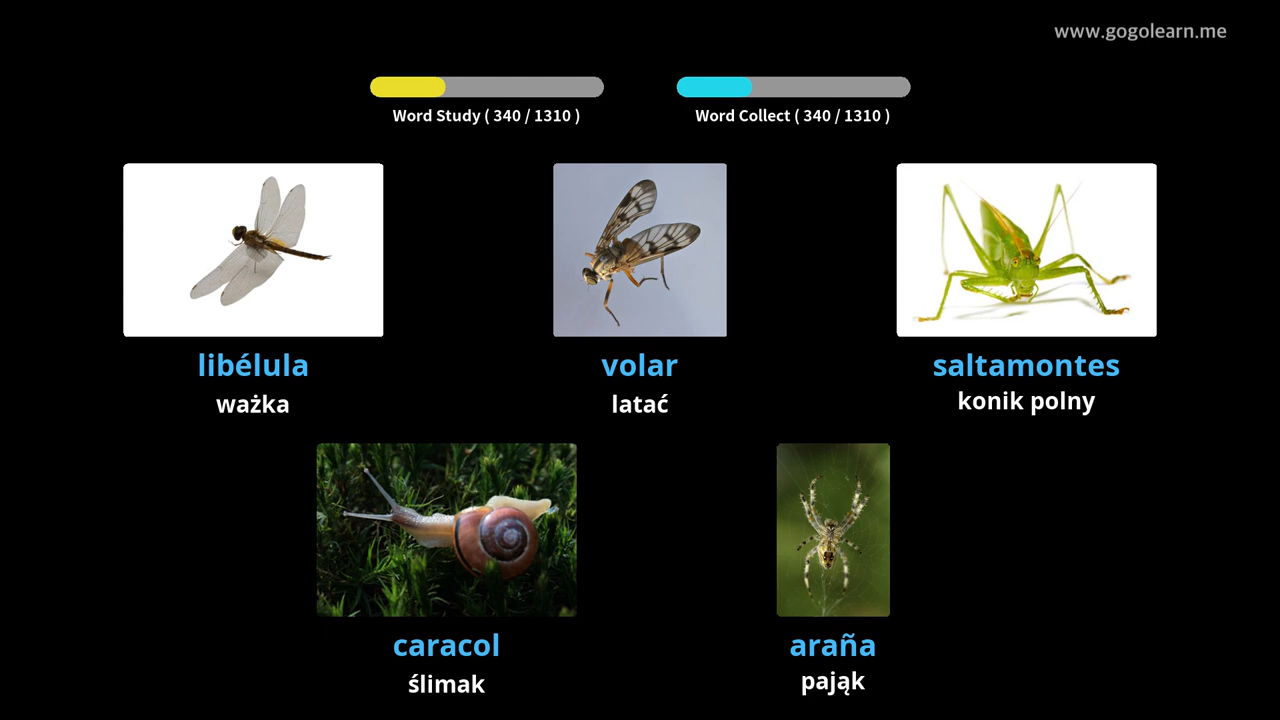 www.gogolearn.me
Word Study ( 340 / 1310 )
Word Collect ( 340 / 1310 )
libélula
ważka
volar
latać
saltamontes
konik polny
caracol
ślimak
araña
pająk